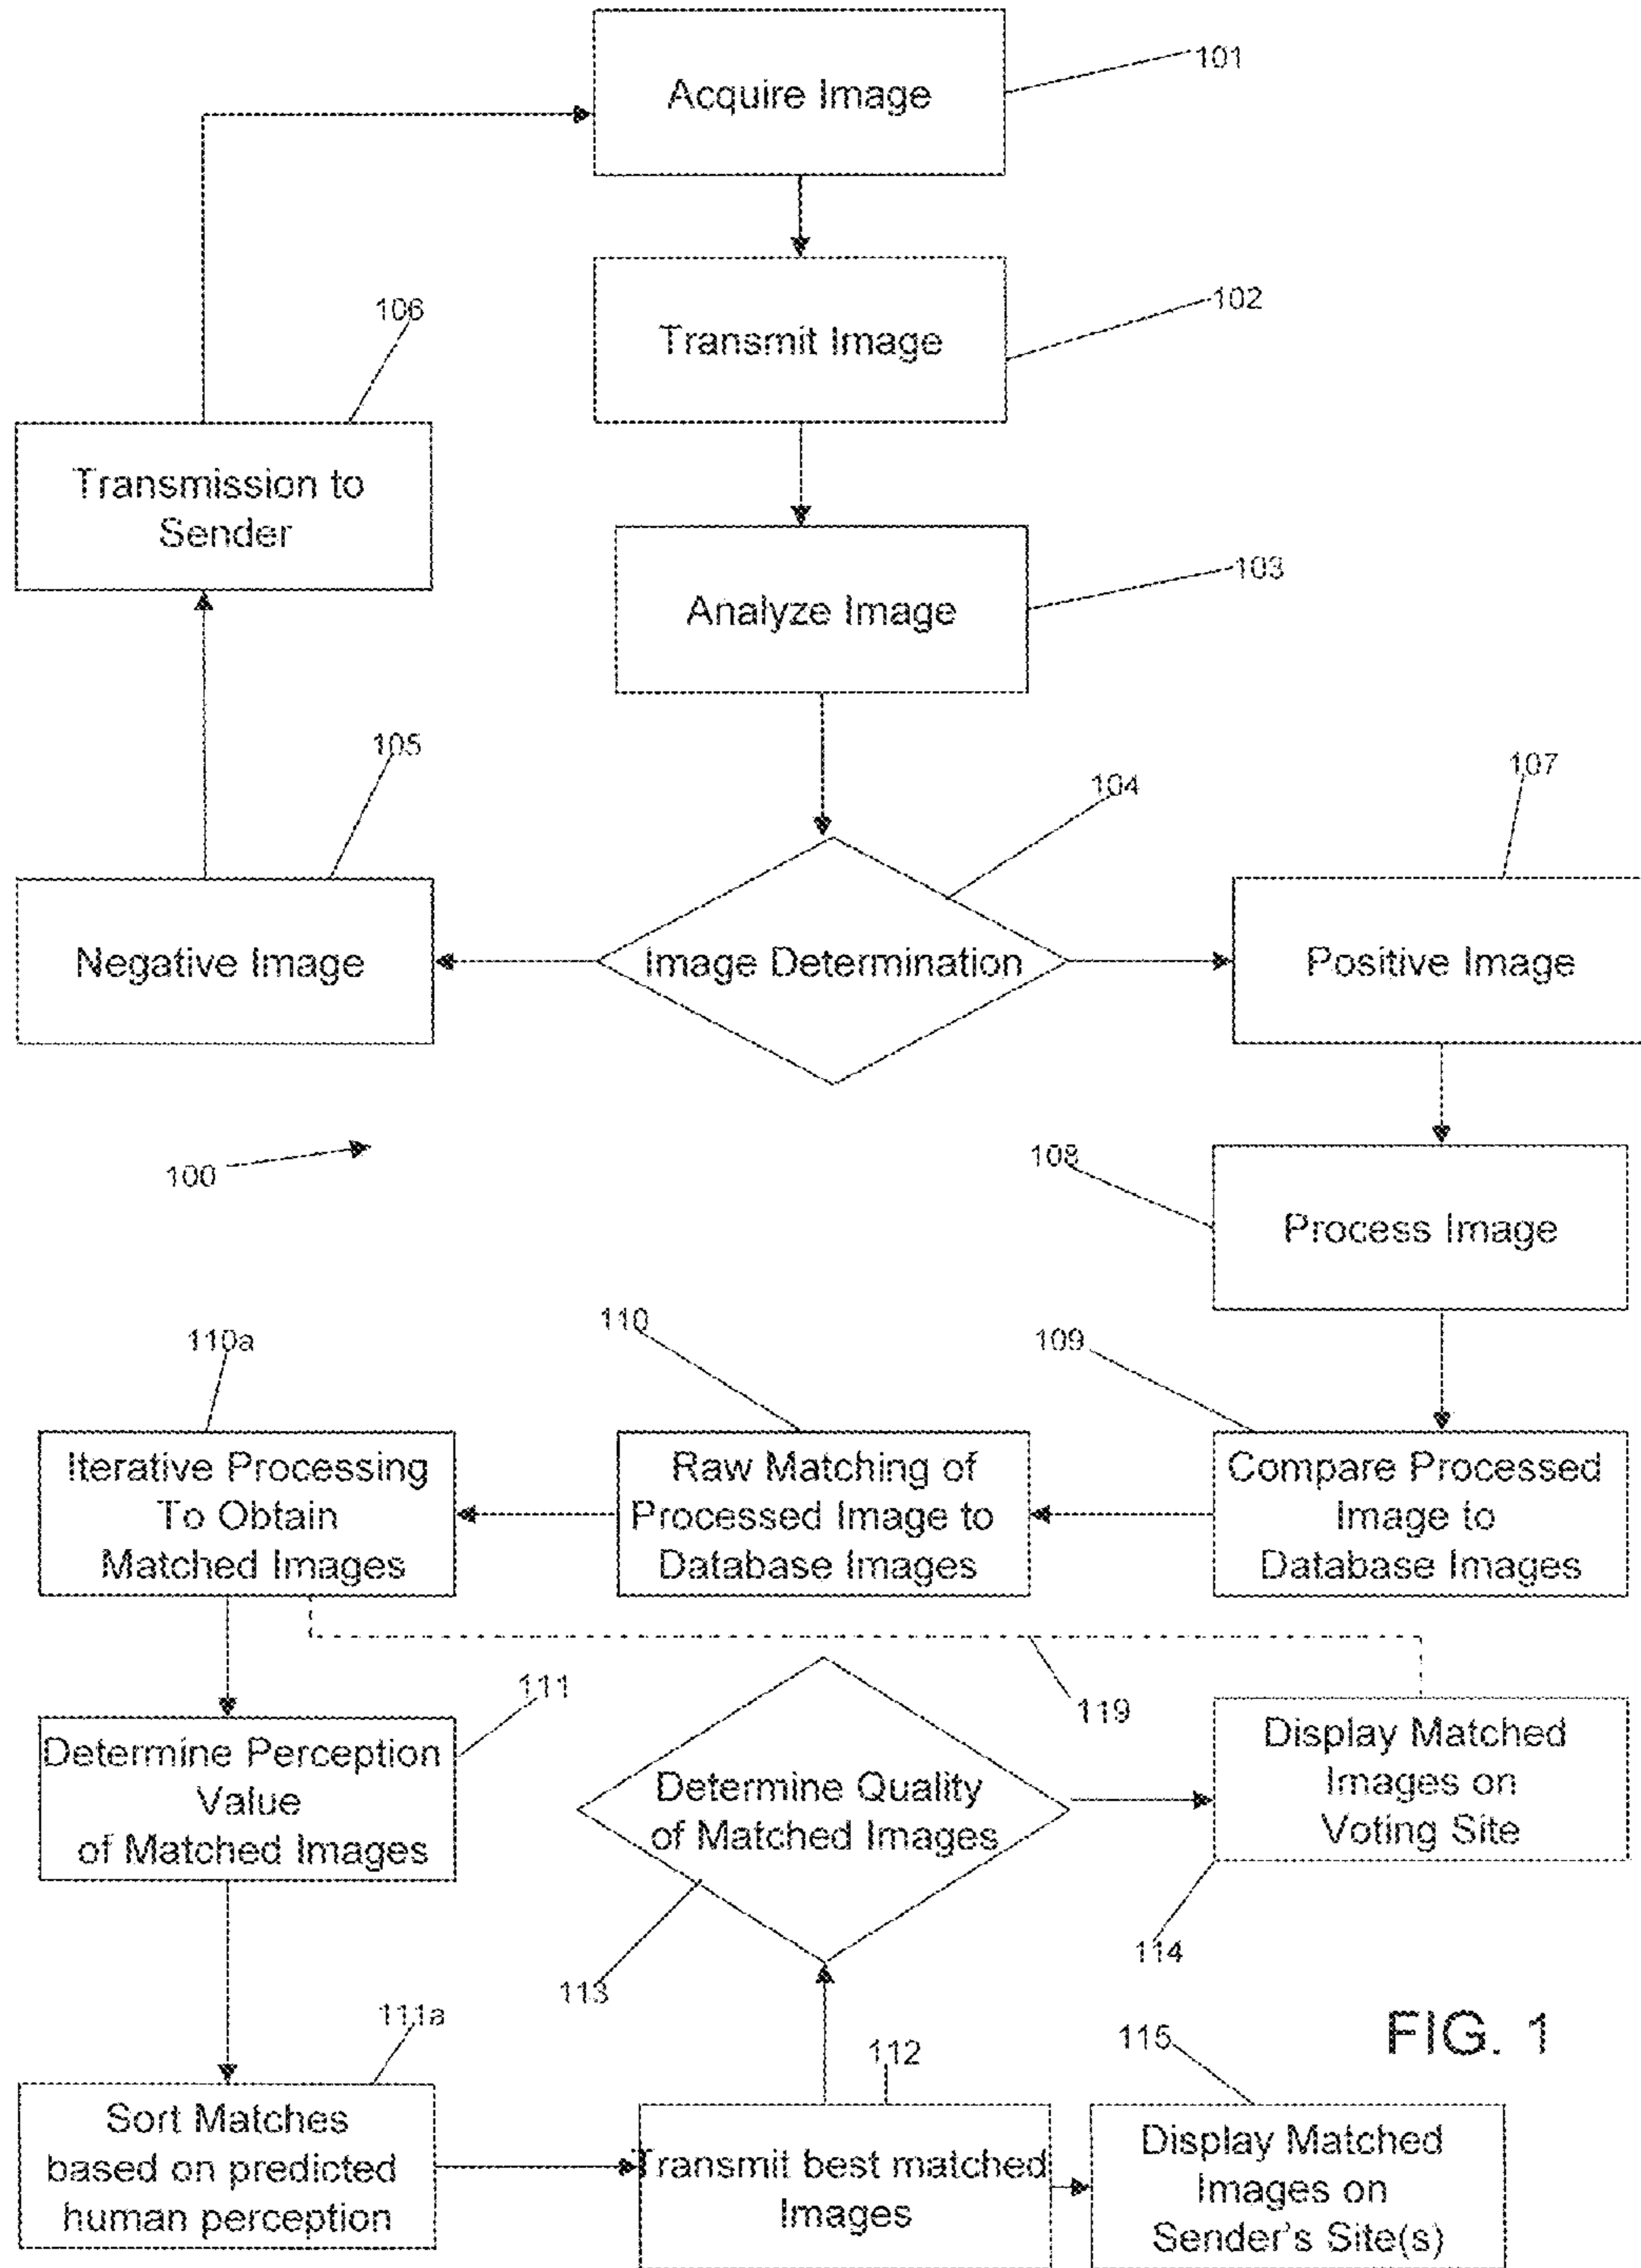 101
Acquire Image
102
Transmit Image
106
Transmission to
Sender
103
Analyze Image
105
104
107
Negative Image
Image Determination
Positive Image
100
108
Process Image
110a
110
109
Iterative Processing
To Obtain
Matched Images
Raw Matching of
Processed Image to
Database Images
Compare Processed
Image to
Database Images
111
119
Determine Perception
Value
of Matched Images
Determine Quality
of Matched Images
Display Matched
Images on
Voting Site
113
114
111a
112
115
FIG. 1
Sort Matches
based on predicted
human perception
Transmit best matched
Images
Display Matched
Images on
Sender's Site(s)